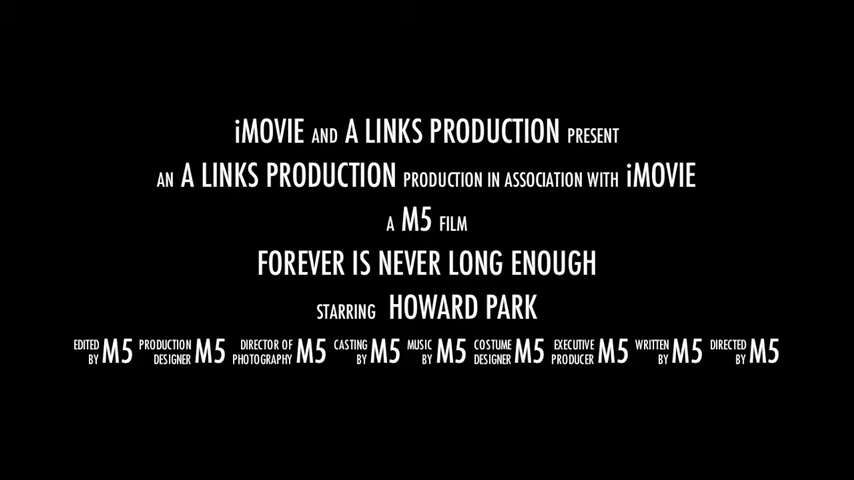 iMOVIE AND A LINKS PRODUCTION PRESENT
AN A LINKS PRODUCTION PRODUCTION IN ASSOCIATION WITH iMOVIE
A M5 FILM
FOREVER IS NEVER LONG ENOUGH
STARRING HOWARD PARK
EDITED BY M5 PRODUCTION DESIGNER M5 DIRECTOR OF PHOTOGRAPHY M5 CASTING BY M5 MUSIC BY M5 COSTUME DESIGNER M5 EXECUTIVE PRODUCER M5 WRITTEN BY M5 DIRECTED BY M5